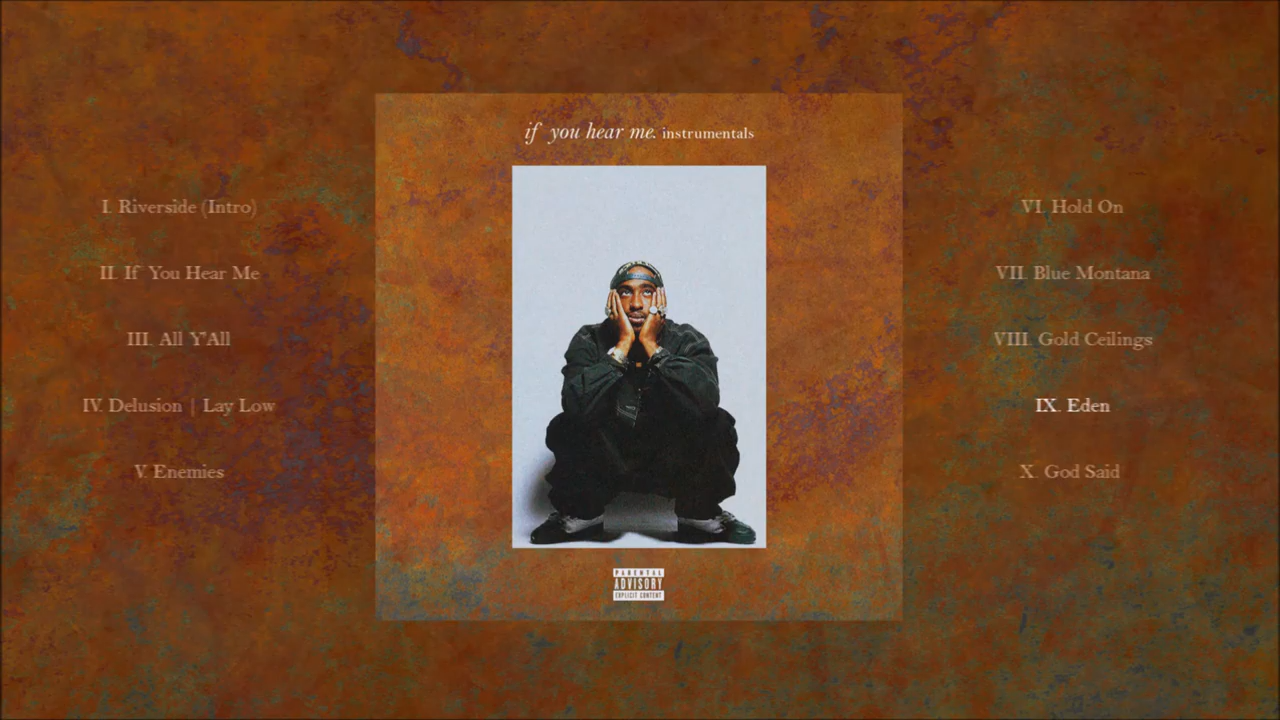 if you hear me. instrumentals
I. Riverside (Intro)
II. If You Hear Me
III. All Y'All
IV. Delusion | Lay Low
V. Enemies
VI. Hold On
VII. Blue Montana
VIII. Gold Ceilings
IX. Eden
X. God Said
PARENTAL
ADVISORY
EXPLICIT CONTENT